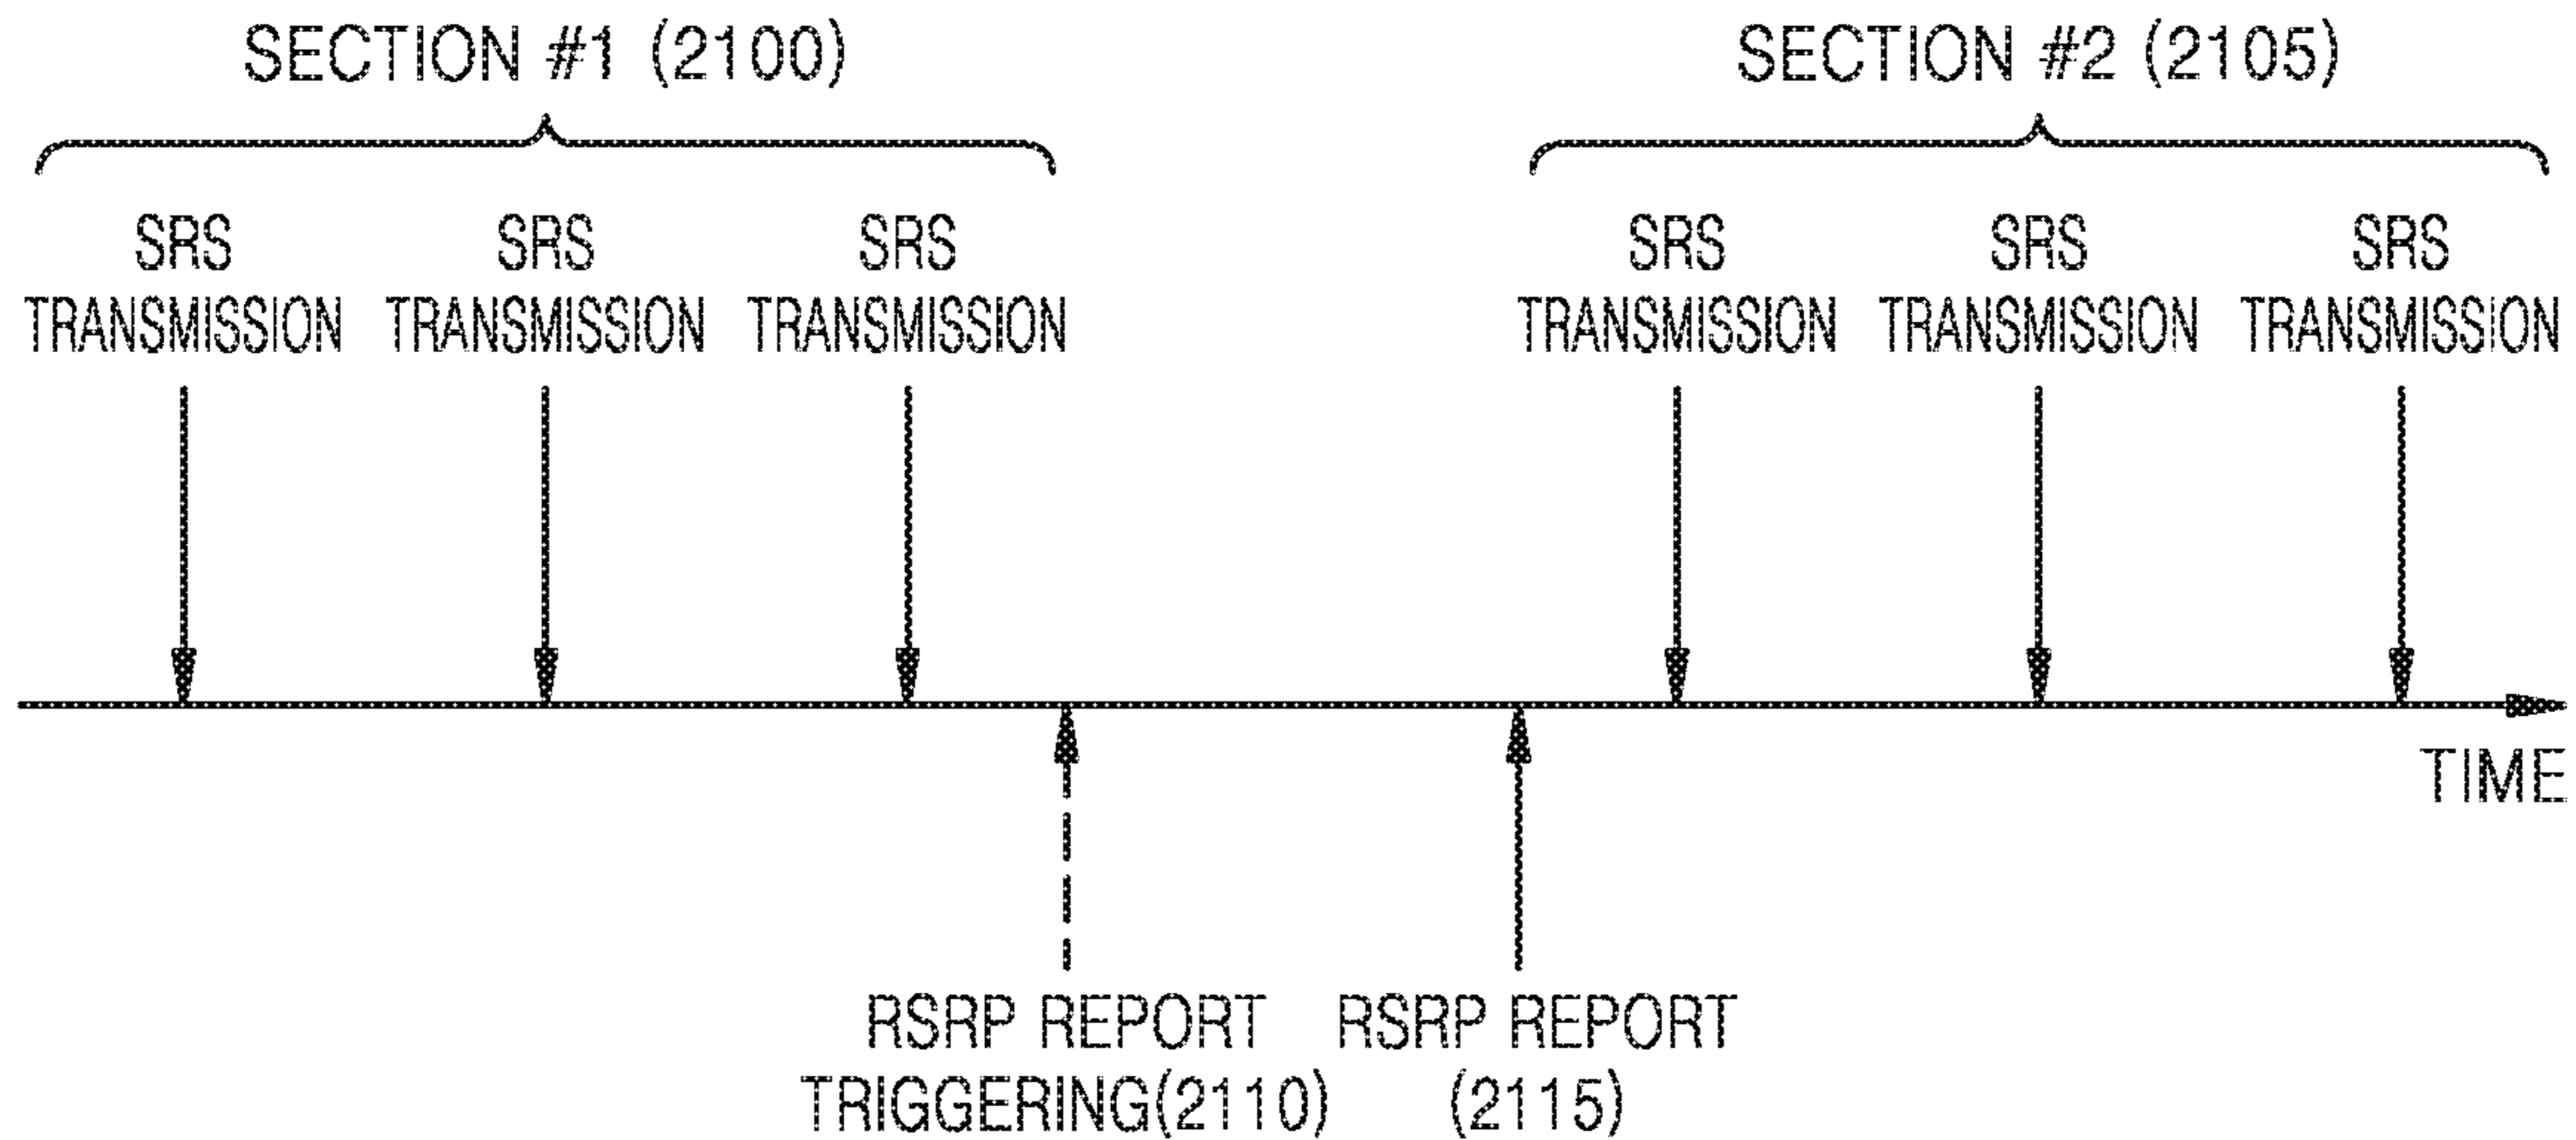 SECTION #1 (2100)
SECTION #2 (2105)
SRS
TRANSMISSION
SRS
TRANSMISSION
SRS
TRANSMISSION
SRS
TRANSMISSION
SRS
TRANSMISSION
SRS
TRANSMISSION
TIME
RSRP REPORT
TRIGGERING(2110)
RSRP REPORT
(2115)